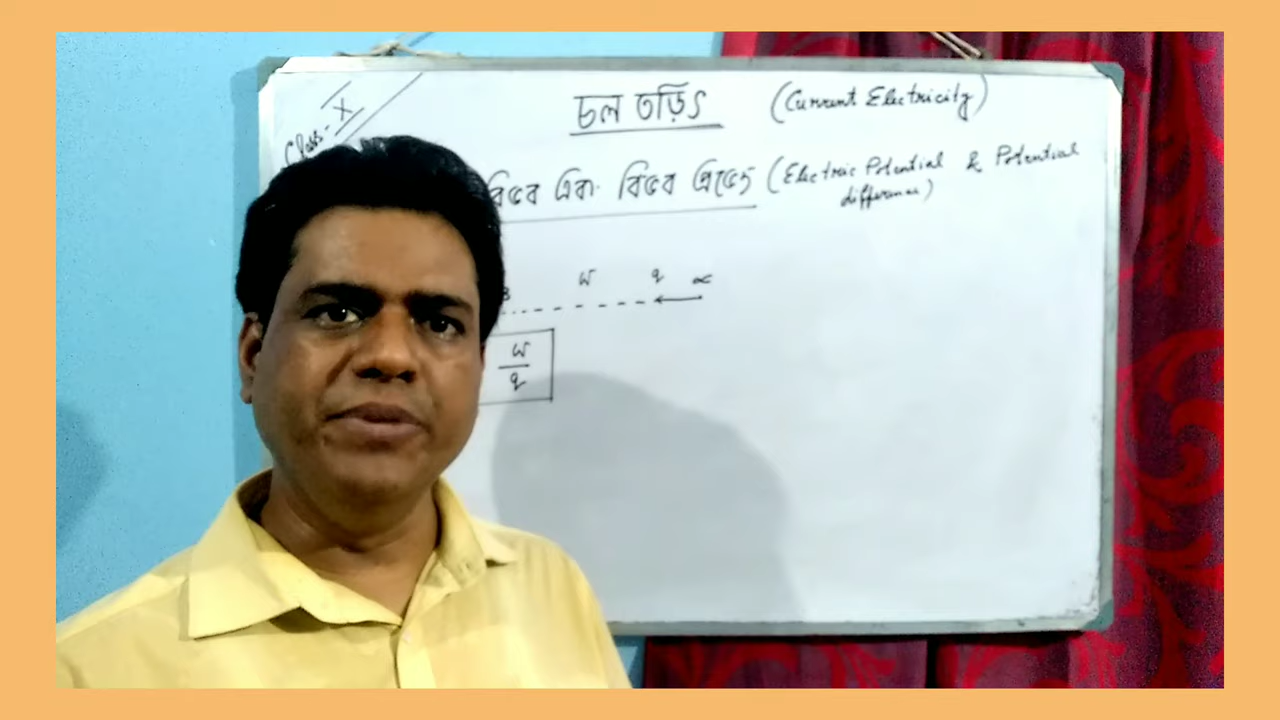 Class - X
চল তড়িৎ (Current Electricity)
বিভব এবং বিভব প্রভেদ (Electric Potential & Potential
difference)
B W q ∝
W
q